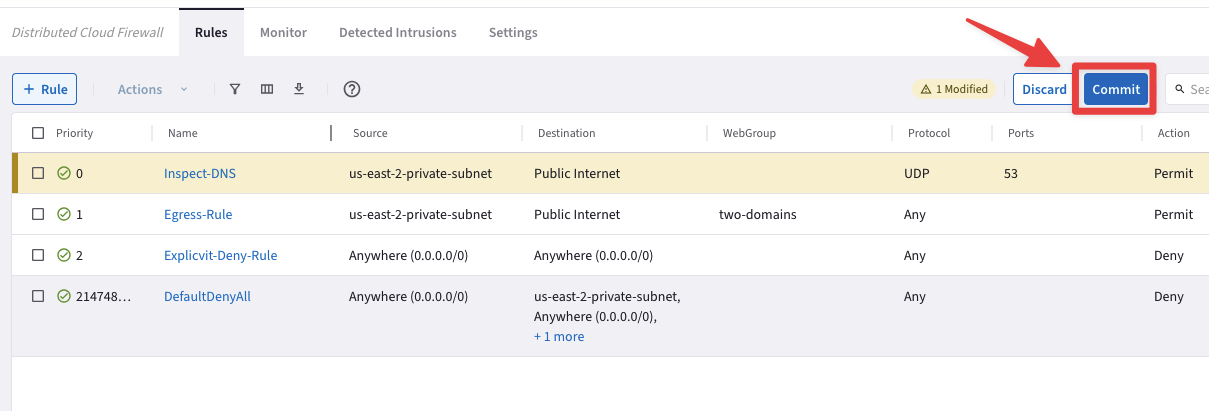 Distributed Cloud Firewall Rules Monitor Detected Intrusions Settings
+ Rule Actions 1 Modified Discard Commit Sea
Priority Name Source Destination WebGroup Protocol Ports Action
0 Inspect-DNS us-east-2-private-subnet Public Internet UDP 53 Permit
1 Egress-Rule us-east-2-private-subnet Public Internet two-domains Any Permit
2 Explicvit-Deny-Rule Anywhere (0.0.0.0/0) Anywhere (0.0.0.0/0) Any Deny
214748... DefaultDenyAll Anywhere (0.0.0.0/0) us-east-2-private-subnet, Any Deny
Anywhere (0.0.0.0/0),
+ 1 more